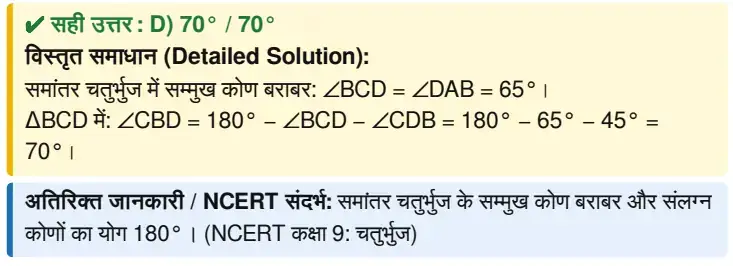 ✔ सही उत्तर : D) 70° / 70°
विस्तृत समाधान (Detailed Solution):
समांतर चतुर्भुज में सम्मुख कोण बराबर: ∠BCD = ∠DAB = 65°।
ΔBCD में: ∠CBD = 180° − ∠BCD − ∠CDB = 180° − 65° − 45° =
70°।
अतिरिक्त जानकारी / NCERT संदर्भ: समांतर चतुर्भुज के सम्मुख कोण बराबर और संलग्न
कोणों का योग 180°। (NCERT कक्षा 9: चतुर्भुज)